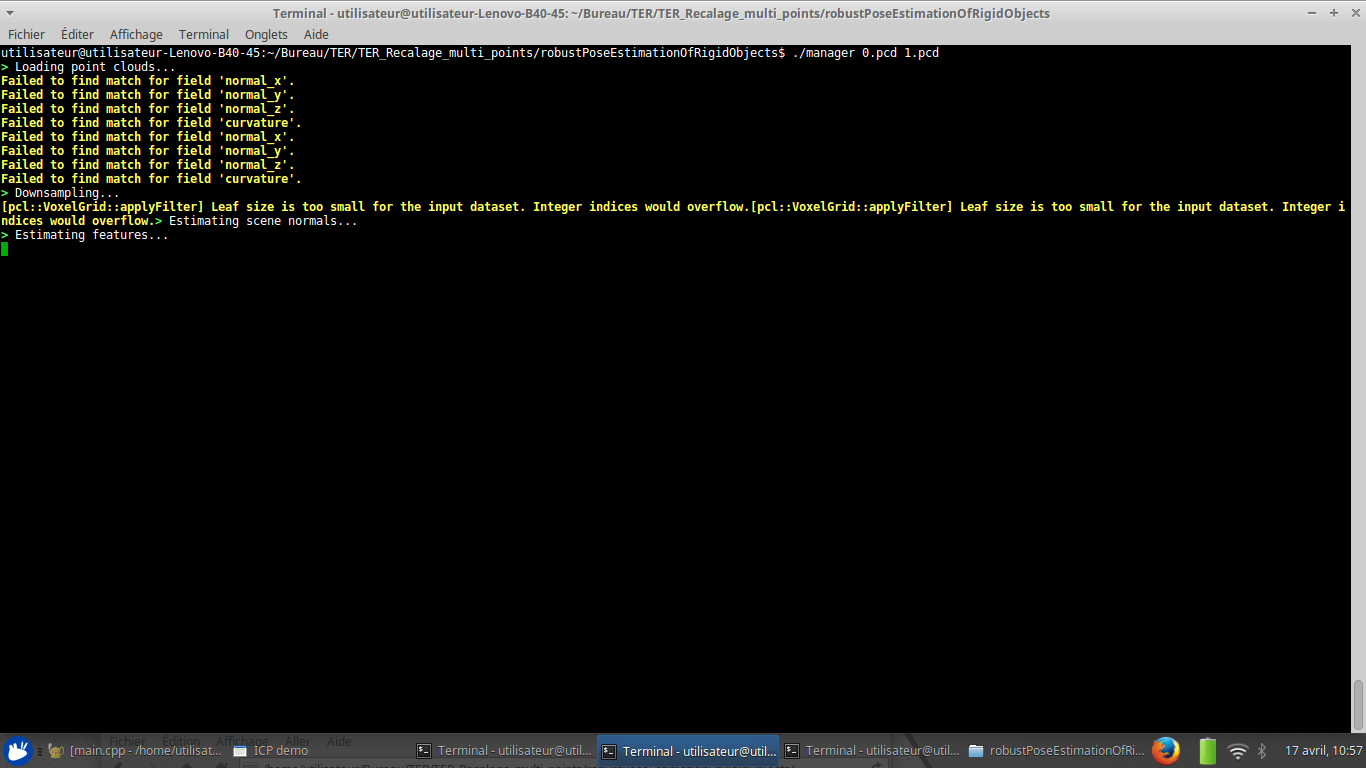 Terminal - utilisateur@utilisateur-Lenovo-B40-45: ~/Bureau/TER/TER_Recalage_multi_points/robustPoseEstimationOfRigidObjects
Fichier Éditer Affichage Terminal Onglets Aide
utilisateur@utilisateur-Lenovo-B40-45:~/Bureau/TER/TER_Recalage_multi_points/robustPoseEstimationOfRigidObjects$ ./manager 0.pcd 1.pcd
> Loading point clouds...
Failed to find match for field 'normal_x'.
Failed to find match for field 'normal_y'.
Failed to find match for field 'normal_z'.
Failed to find match for field 'curvature'.
Failed to find match for field 'normal_x'.
Failed to find match for field 'normal_y'.
Failed to find match for field 'normal_z'.
Failed to find match for field 'curvature'.
> Downsampling...
[pcl::VoxelGrid::applyFilter] Leaf size is too small for the input dataset. Integer indices would overflow.[pcl::VoxelGrid::applyFilter] Leaf size is too small for the input dataset. Integer i
ndices would overflow.> Estimating scene normals...
> Estimating features...
Fichier Édition Affichage Aller Aide
[main.cpp - /home/utilisat... ICP demo Terminal - utilisateur@util... Terminal - utilisateur@util... Terminal - utilisateur@util... robustPoseEstimationOfRi... 17 avril, 10:57